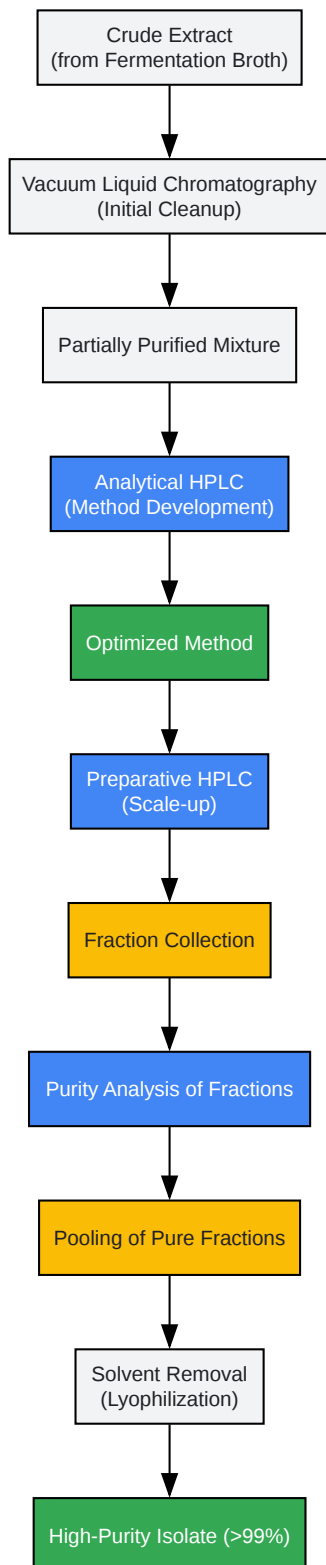 Crude Extract
(from Fermentation Broth)
Vacuum Liquid Chromatography
(Initial Cleanup)
Partially Purified Mixture
Analytical HPLC
(Method Development)
Optimized Method
Preparative HPLC
(Scale-up)
Fraction Collection
Purity Analysis of Fractions
Pooling of Pure Fractions
Solvent Removal
(Lyophilization)
High-Purity Isolate (>99%)